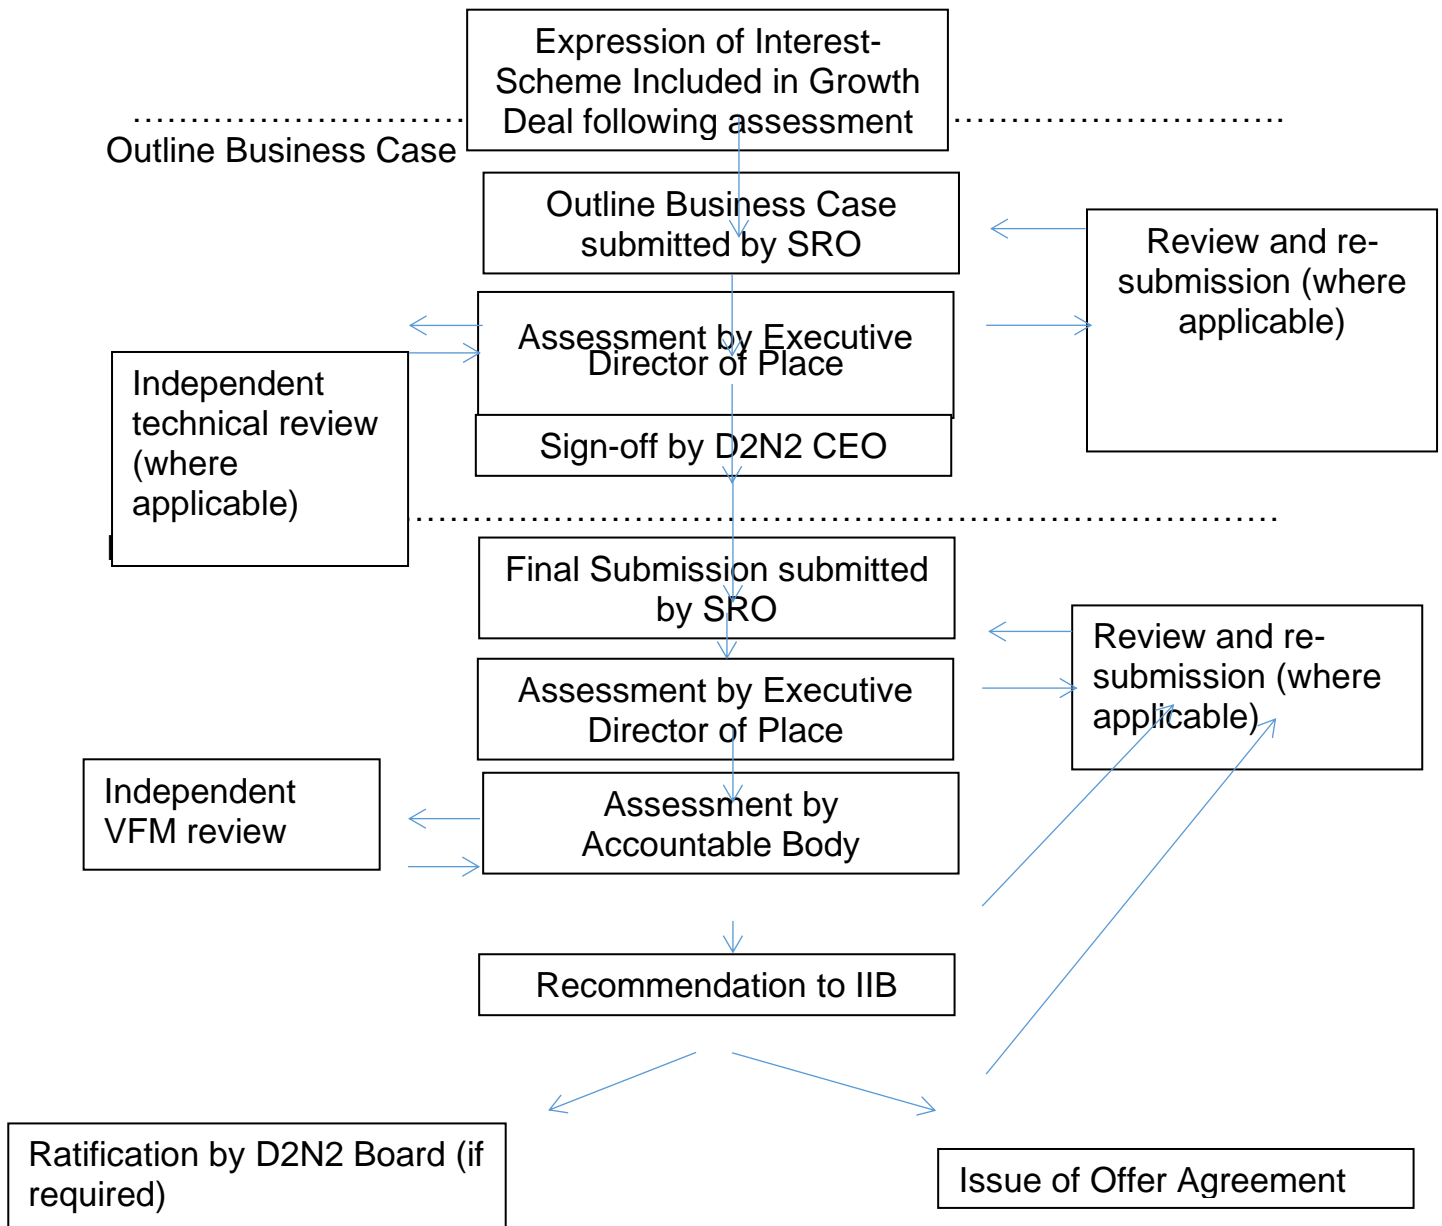 Expression of Interest-
Scheme Included in Growth
Deal following assessment
Outline Business Case
Outline Business Case
submitted by SRO
Review and re-
submission (where
applicable)
Assessment by Executive
Director of Place
Independent
technical review
(where
applicable)
Sign-off by D2N2 CEO
Final Submission submitted
by SRO
Review and re-
submission (where
applicable)
Assessment by Executive
Director of Place
Independent
VFM review
Assessment by
Accountable Body
Recommendation to IIB
Ratification by D2N2 Board (if
required)
Issue of Offer Agreement